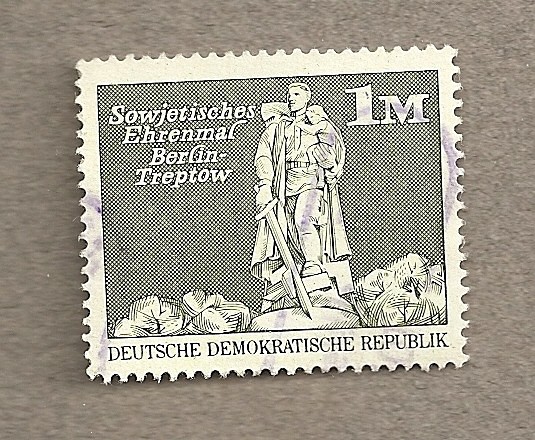 Sowjetisches
Ehrenmal
Berlin-
Treptow
1M
DEUTSCHE DEMOKRATISCHE REPUBLIK